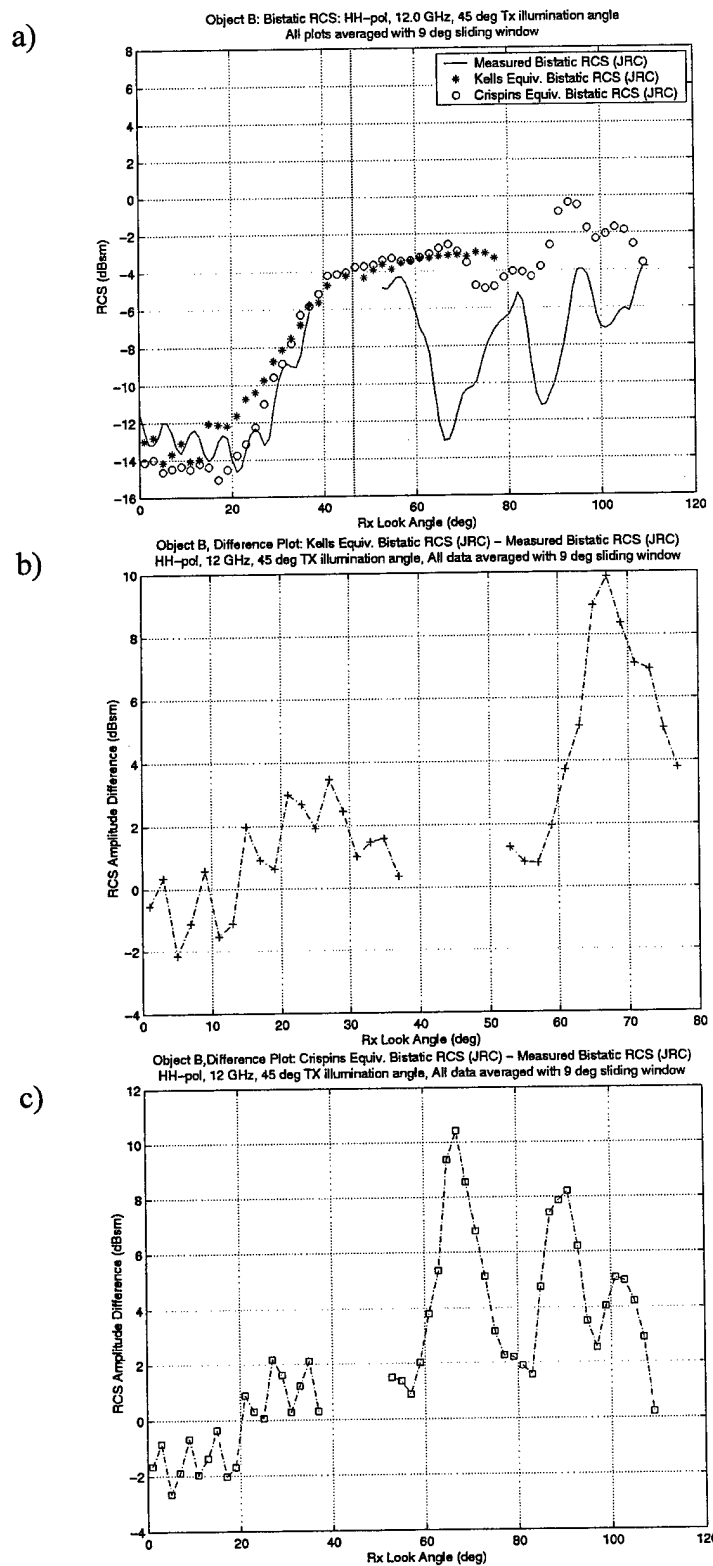 a)
Object B: Bistatic RCS: HH-pol, 12.0 GHz, 45 deg Tx illumination angle
All plots averaged with 9 deg sliding window
Measured Bistatic RCS (JRC)
Kells Equiv. Bistatic RCS (JRC)
Crispins Equiv. Bistatic RCS (JRC)
RCS (dBsm)
8
6
4
2
0
−2
−4
−6
−8
−10
−12
−14
−16
0 20 40 60 80 100 120
Rx Look Angle (deg)
b)
Object B, Difference Plot: Kells Equiv. Bistatic RCS (JRC) − Measured Bistatic RCS (JRC)
HH-pol, 12 GHz, 45 deg TX illumination angle, All data averaged with 9 deg sliding window
RCS Amplitude Difference (dBsm)
10
8
6
4
2
0
−2
−4
0 10 20 30 40 50 60 70 80
Rx Look Angle (deg)
c)
Object B,Difference Plot: Crispins Equiv. Bistatic RCS (JRC) − Measured Bistatic RCS (JRC)
HH-pol, 12 GHz, 45 deg TX illumination angle, All data averaged with 9 deg sliding window
RCS Amplitude Difference (dBsm)
12
10
8
6
4
2
0
−2
−4
0 20 40 60 80 100 120
Rx Look Angle (deg)